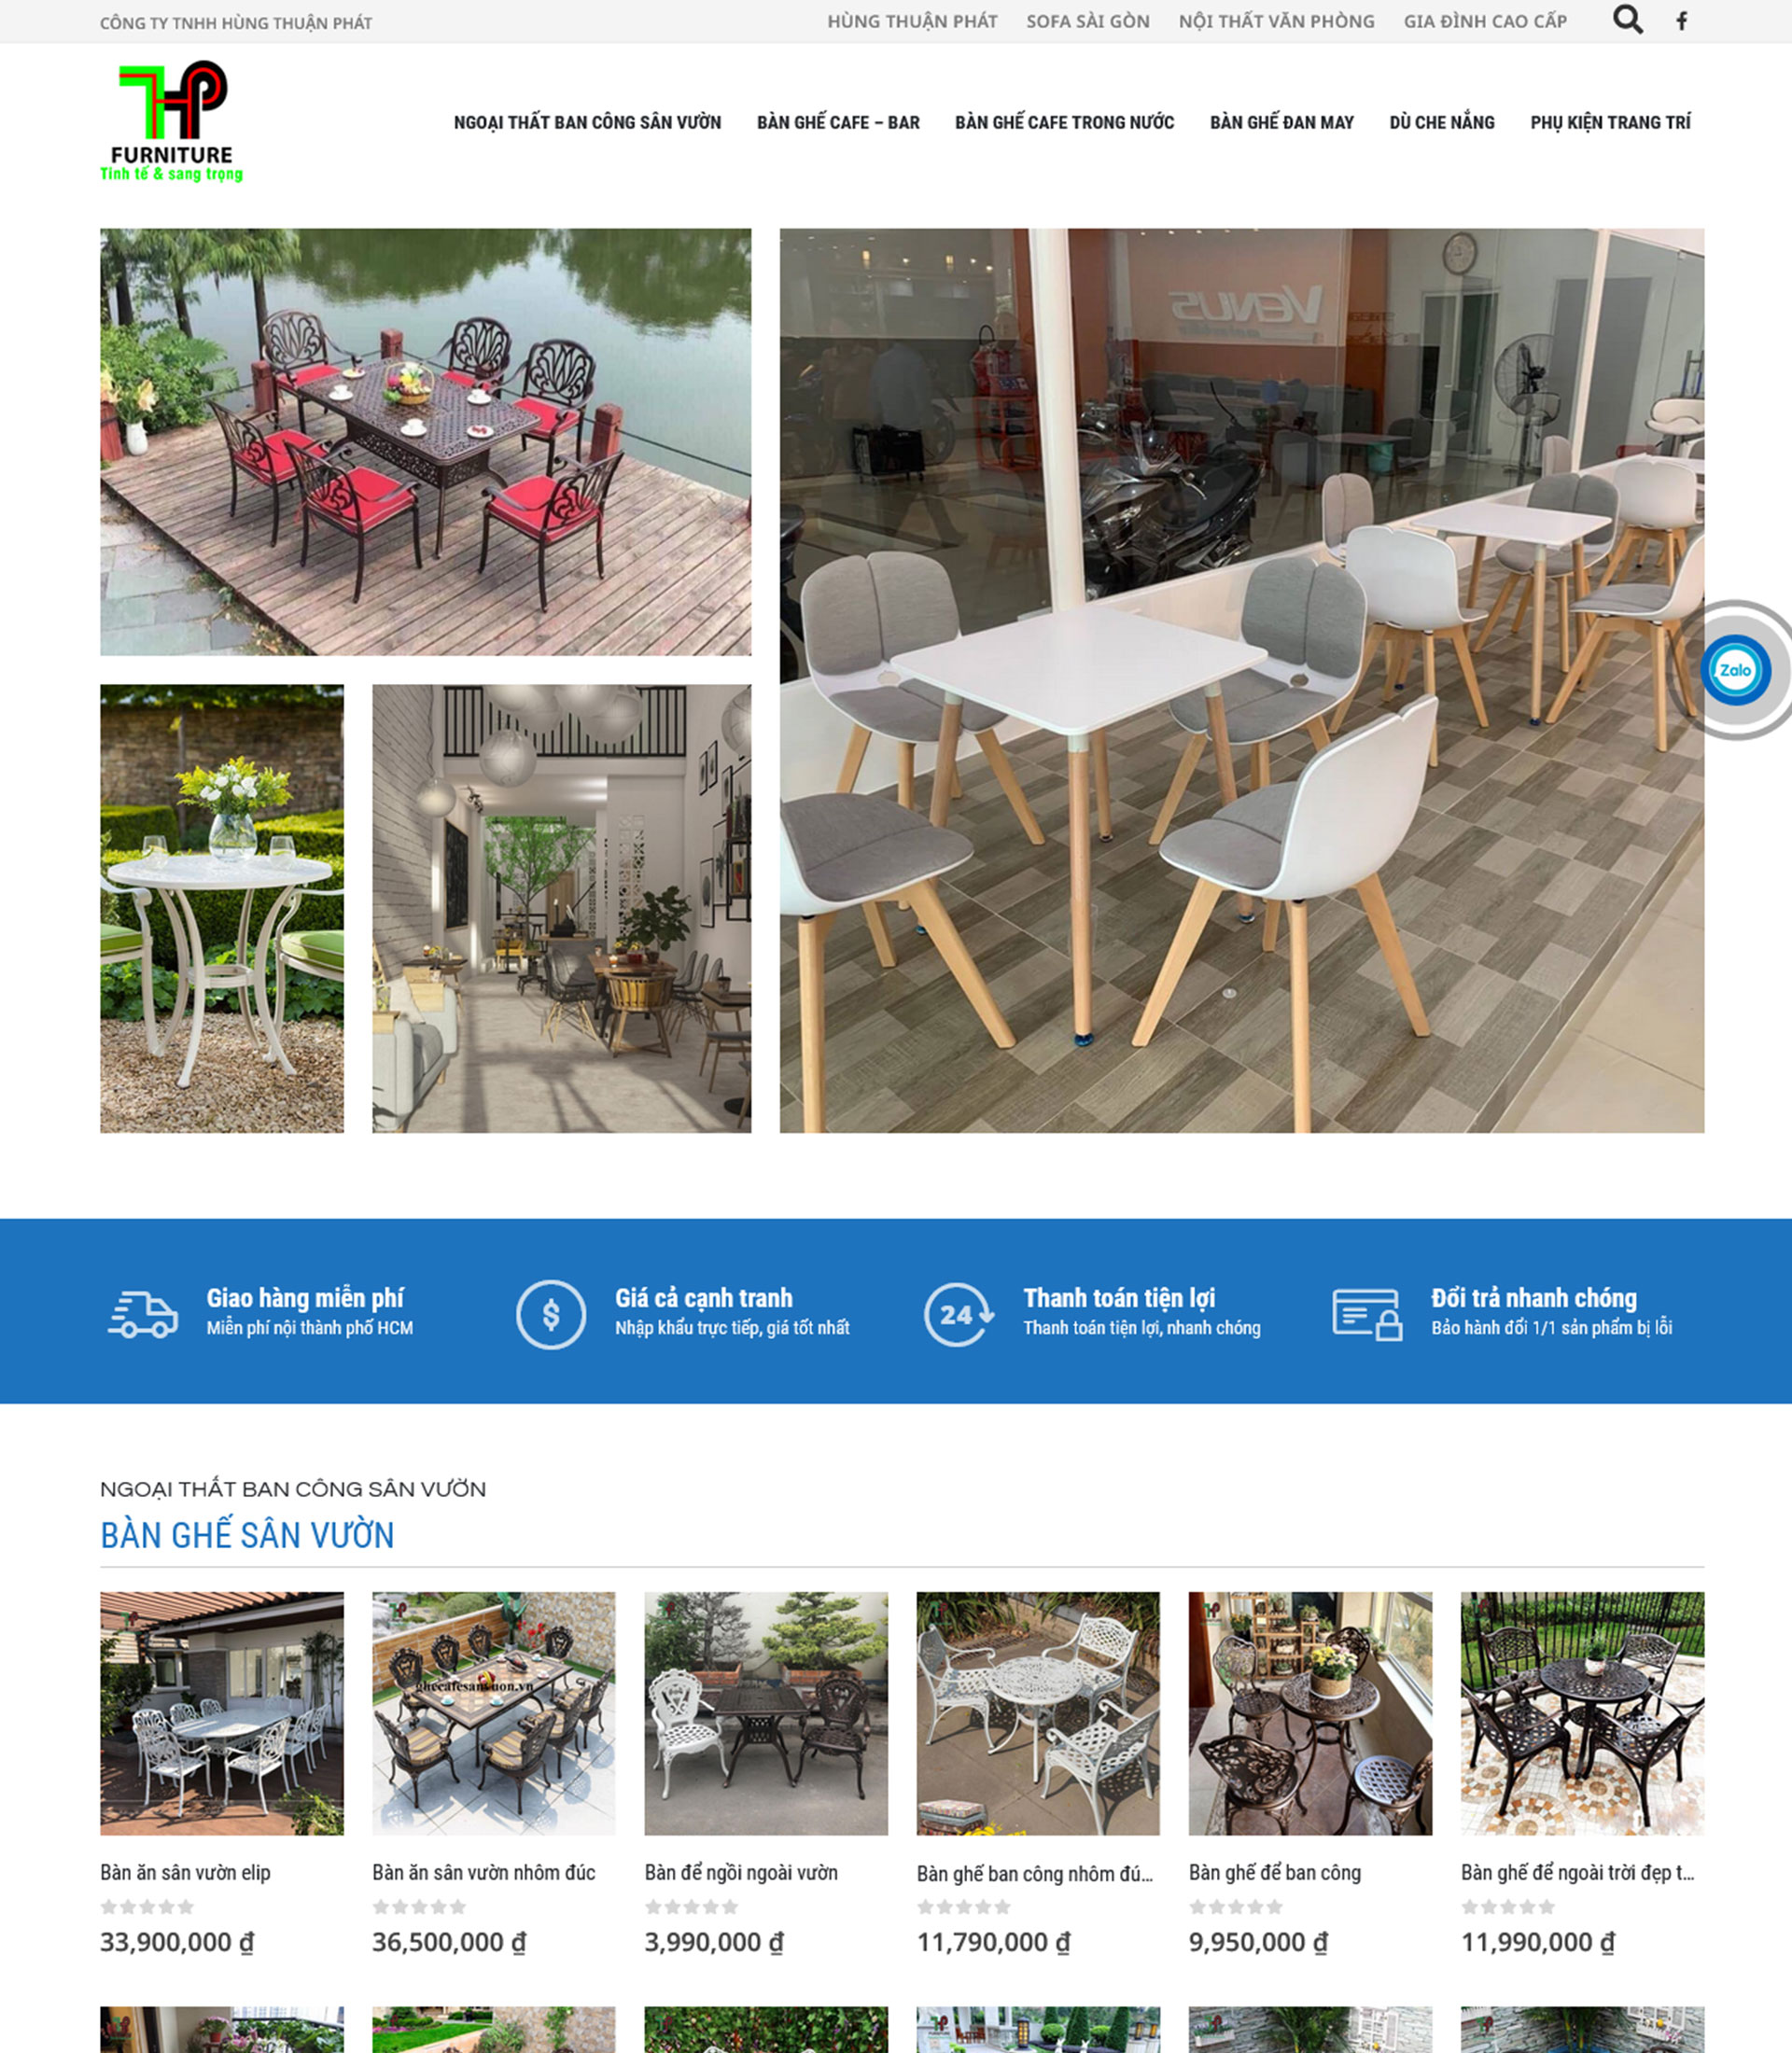 CÔNG TY TNHH HÙNG THUẬN PHÁT
HÙNG THUẬN PHÁT SOFA SÀI GÒN NỘI THẤT VĂN PHÒNG GIA ĐÌNH CAO CẤP
THP
FURNITURE
Tinh tế & sang trọng
NGOẠI THẤT BAN CÔNG SÂN VƯỜN BÀN GHẾ CAFE – BAR BÀN GHẾ CAFE TRONG NƯỚC BÀN GHẾ ĐAN MAY DÙ CHE NẮNG PHỤ KIỆN TRANG TRÍ
VENUS
Zalo
Giao hàng miễn phí
Miễn phí nội thành phố HCM
$
Giá cả cạnh tranh
Nhập khẩu trực tiếp, giá tốt nhất
24
Thanh toán tiện lợi
Thanh toán tiện lợi, nhanh chóng
Đổi trả nhanh chóng
Bảo hành đổi 1/1 sản phẩm bị lỗi
NGOẠI THẤT BAN CÔNG SÂN VƯỜN
BÀN GHẾ SÂN VƯỜN
ghecafesanvuon.vn
Bàn ăn sân vườn elip
33,900,000 ₫
Bàn ăn sân vườn nhôm đúc
36,500,000 ₫
Bàn để ngồi ngoài vườn
3,990,000 ₫
Bàn ghế ban công nhôm đú...
11,790,000 ₫
Bàn ghế để ban công
9,950,000 ₫
Bàn ghế để ngoài trời đẹp t...
11,990,000 ₫